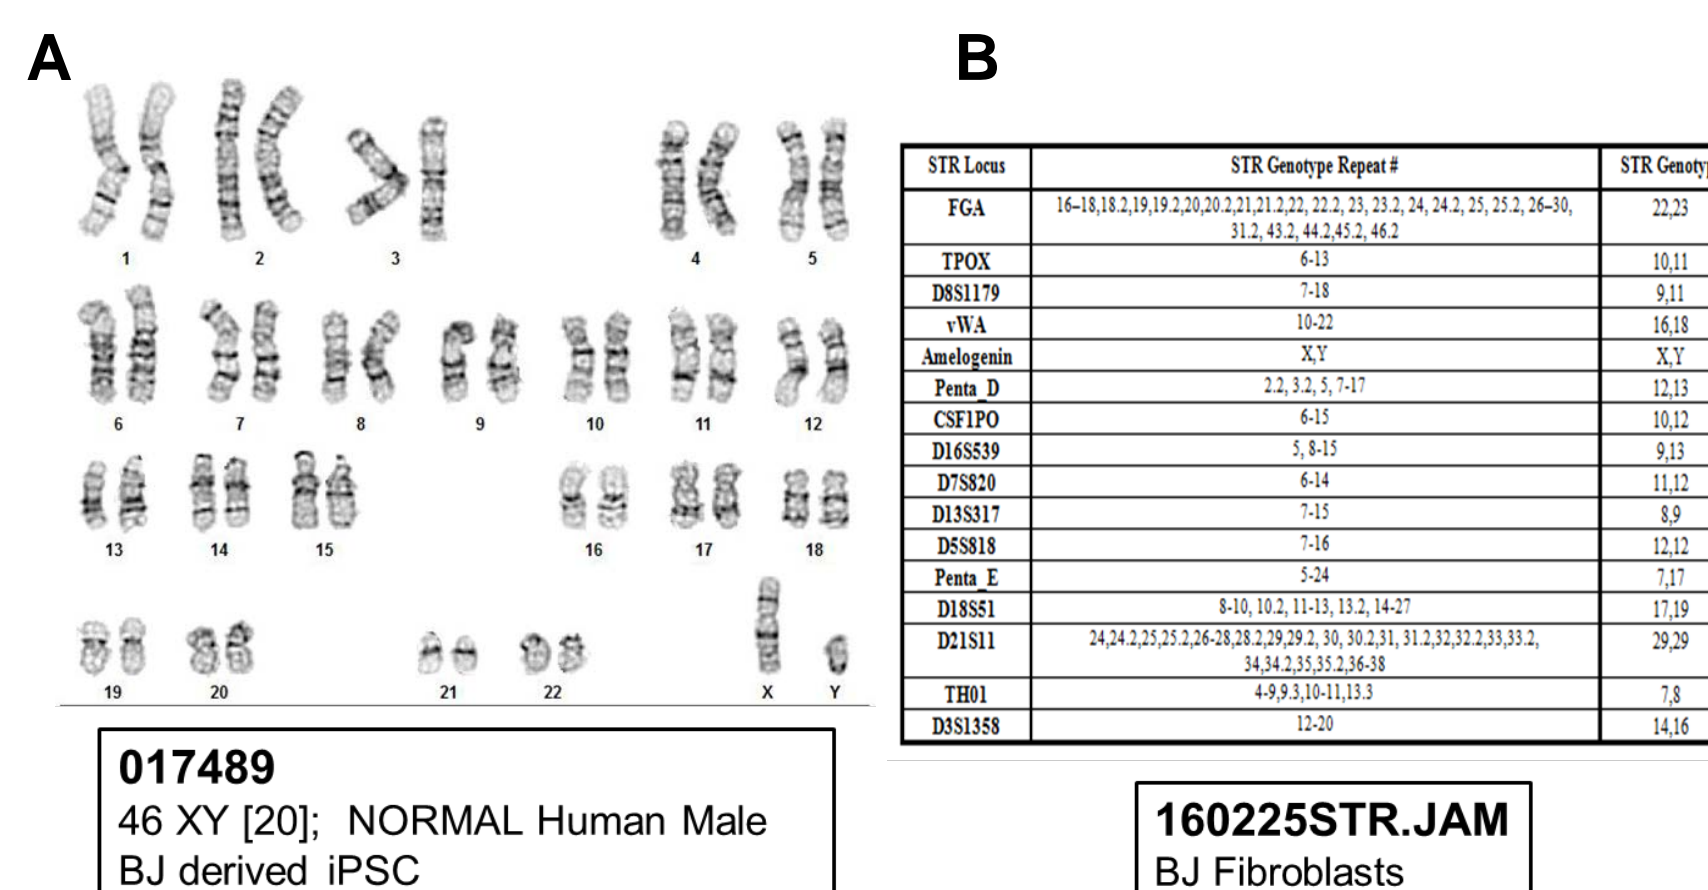 A
B
1 2 3 4 5
6 7 8 9 10 11 12
13 14 15 16 17 18
19 20 21 22 X Y
017489
46 XY [20]; NORMAL Human Male
BJ derived iPSC
STR Locus STR Genotype Repeat # STR Genoty
FGA 16–18,18.2,19,19.2,20,20.2,21,21.2,22, 22.2, 23, 23.2, 24, 24.2, 25, 25.2, 26–30, 22,23
31.2, 43.2, 44.2,45.2, 46.2
TPOX 6-13 10,11
D8S1179 7-18 9,11
vWA 10-22 16,18
Amelogenin X,Y X,Y
Penta_D 2.2, 3.2, 5, 7-17 12,13
CSF1PO 6-15 10,12
D16S539 5, 8-15 9,13
D7S820 6-14 11,12
D13S317 7-15 8,9
D5S818 7-16 12,12
Penta_E 5-24 7,17
D18S51 8-10, 10.2, 11-13, 13.2, 14-27 17,19
D21S11 24,24.2,25,25.2,26-28,28.2,29,29.2, 30, 30.2,31, 31.2,32,32.2,33,33.2, 29,29
34,34.2,35,35.2,36-38
TH01 4-9,9.3,10-11,13.3 7,8
D3S1358 12-20 14,16
160225STR.JAM
BJ Fibroblasts